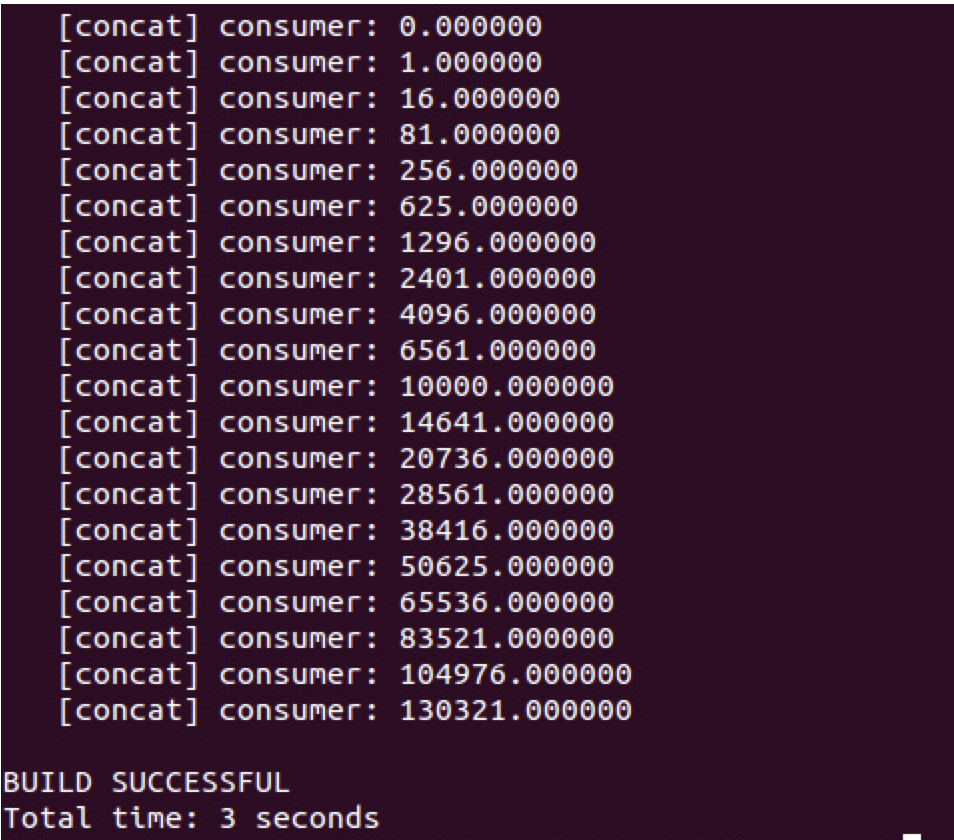 [concat] consumer: 0.000000
[concat] consumer: 1.000000
[concat] consumer: 16.000000
[concat] consumer: 81.000000
[concat] consumer: 256.000000
[concat] consumer: 625.000000
[concat] consumer: 1296.000000
[concat] consumer: 2401.000000
[concat] consumer: 4096.000000
[concat] consumer: 6561.000000
[concat] consumer: 10000.000000
[concat] consumer: 14641.000000
[concat] consumer: 20736.000000
[concat] consumer: 28561.000000
[concat] consumer: 38416.000000
[concat] consumer: 50625.000000
[concat] consumer: 65536.000000
[concat] consumer: 83521.000000
[concat] consumer: 104976.000000
[concat] consumer: 130321.000000
BUILD SUCCESSFUL
Total time: 3 seconds